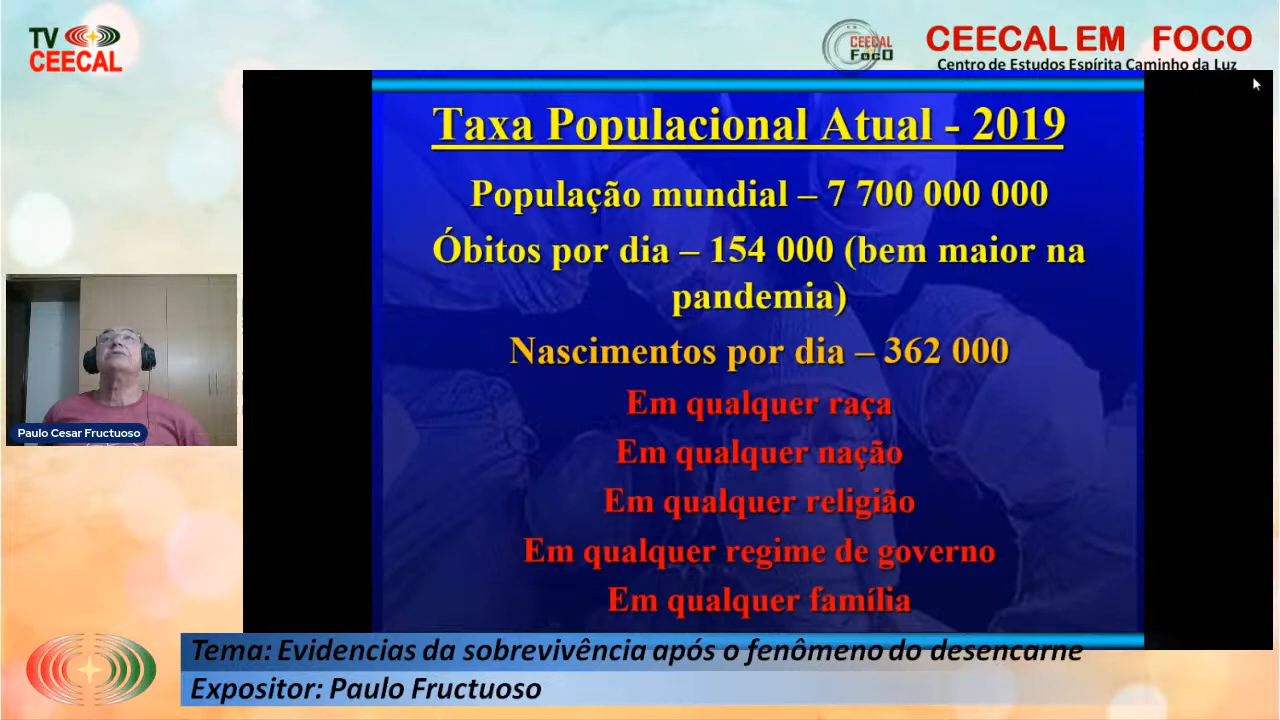 TV
CEECAL
CEECAL
FocO
CEECAL EM FOCO
Centro de Estudos Espírita Caminho da Luz
Taxa Populacional Atual - 2019
População mundial – 7 700 000 000
Óbitos por dia – 154 000 (bem maior na
pandemia)
Nascimentos por dia – 362 000
Em qualquer raça
Em qualquer nação
Em qualquer religião
Em qualquer regime de governo
Em qualquer família
Paulo Cesar Fructuoso
Tema: Evidencias da sobrevivência após o fenômeno do desencarne
Expositor: Paulo Fructuoso